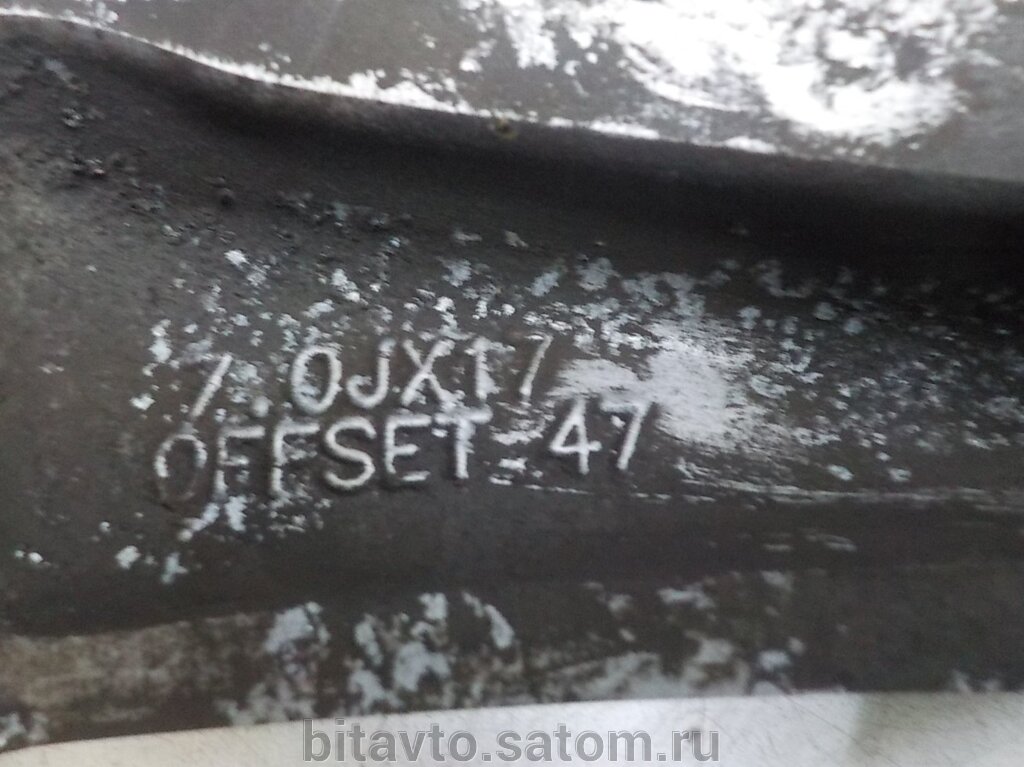 7.0JX17
OFFSET 47
bitavto.satom.ru